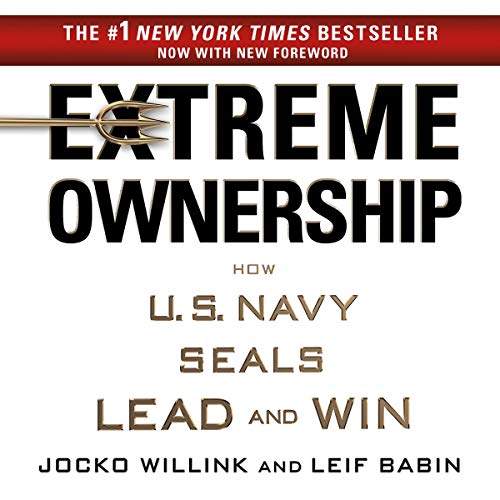 THE #1 NEW YORK TIMES BESTSELLER
NOW WITH NEW FOREWORD
EXTREME
OWNERSHIP
HOW
U.S. NAVY
SEALS
LEAD AND WIN
JOCKO WILLINK AND LEIF BABIN